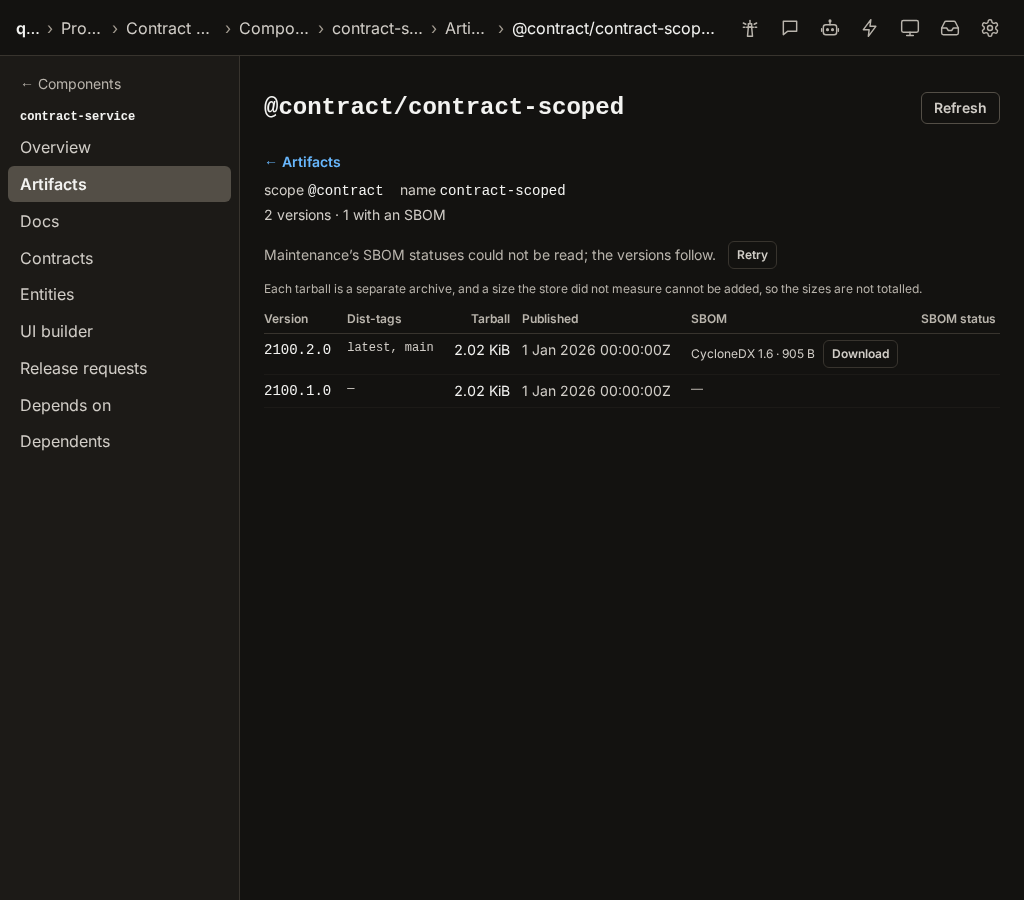 q... › Pro... › Contract ... › Compo... › contract-s... › Arti... › @contract/contract-scop...
← Components
contract-service
Overview
Artifacts
Docs
Contracts
Entities
UI builder
Release requests
Depends on
Dependents
@contract/contract-scoped
Refresh
← Artifacts
scope @contract name contract-scoped
2 versions · 1 with an SBOM
Maintenance’s SBOM statuses could not be read; the versions follow. Retry
Each tarball is a separate archive, and a size the store did not measure cannot be added, so the sizes are not totalled.
Version Dist-tags Tarball Published SBOM SBOM status
2100.2.0 latest, main 2.02 KiB 1 Jan 2026 00:00:00Z CycloneDX 1.6 · 905 B Download
2100.1.0 — 2.02 KiB 1 Jan 2026 00:00:00Z —